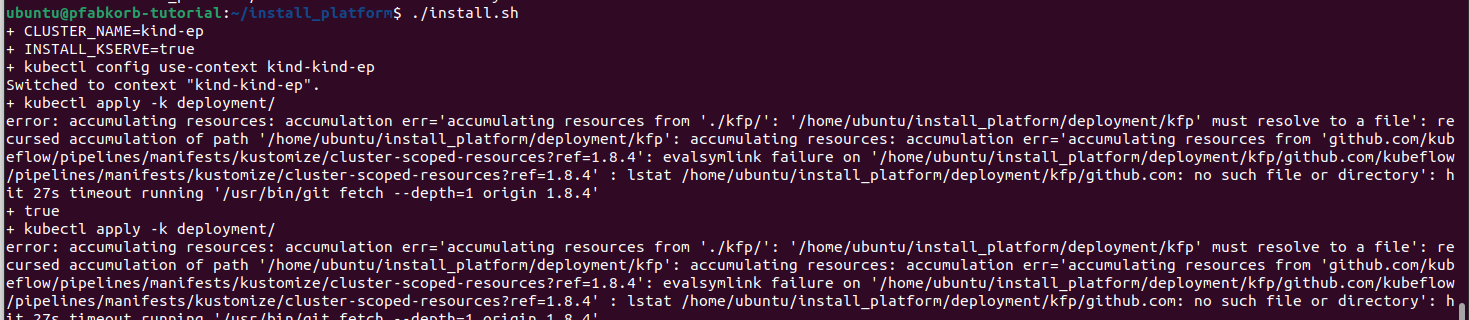 ubuntu@pfabkorb-tutorial:~/install_platform$ ./install.sh
+ CLUSTER_NAME=kind-ep
+ INSTALL_KSERVE=true
+ kubectl config use-context kind-kind-ep
Switched to context "kind-kind-ep".
+ kubectl apply -k deployment/
error: accumulating resources: accumulation err='accumulating resources from './kfp/': '/home/ubuntu/install_platform/deployment/kfp' must resolve to a file': re
cursed accumulation of path '/home/ubuntu/install_platform/deployment/kfp': accumulating resources: accumulation err='accumulating resources from 'github.com/kub
eflow/pipelines/manifests/kustomize/cluster-scoped-resources?ref=1.8.4': evalsymlink failure on '/home/ubuntu/install_platform/deployment/kfp/github.com/kubeflow
/pipelines/manifests/kustomize/cluster-scoped-resources?ref=1.8.4' : lstat /home/ubuntu/install_platform/deployment/kfp/github.com: no such file or directory': h
it 27s timeout running '/usr/bin/git fetch --depth=1 origin 1.8.4'
+ true
+ kubectl apply -k deployment/
error: accumulating resources: accumulation err='accumulating resources from './kfp/': '/home/ubuntu/install_platform/deployment/kfp' must resolve to a file': re
cursed accumulation of path '/home/ubuntu/install_platform/deployment/kfp': accumulating resources: accumulation err='accumulating resources from 'github.com/kub
eflow/pipelines/manifests/kustomize/cluster-scoped-resources?ref=1.8.4': evalsymlink failure on '/home/ubuntu/install_platform/deployment/kfp/github.com/kubeflow
/pipelines/manifests/kustomize/cluster-scoped-resources?ref=1.8.4' : lstat /home/ubuntu/install_platform/deployment/kfp/github.com: no such file or directory': h
it 27s timeout running '/usr/bin/git fetch --depth=1 origin 1.8.4'